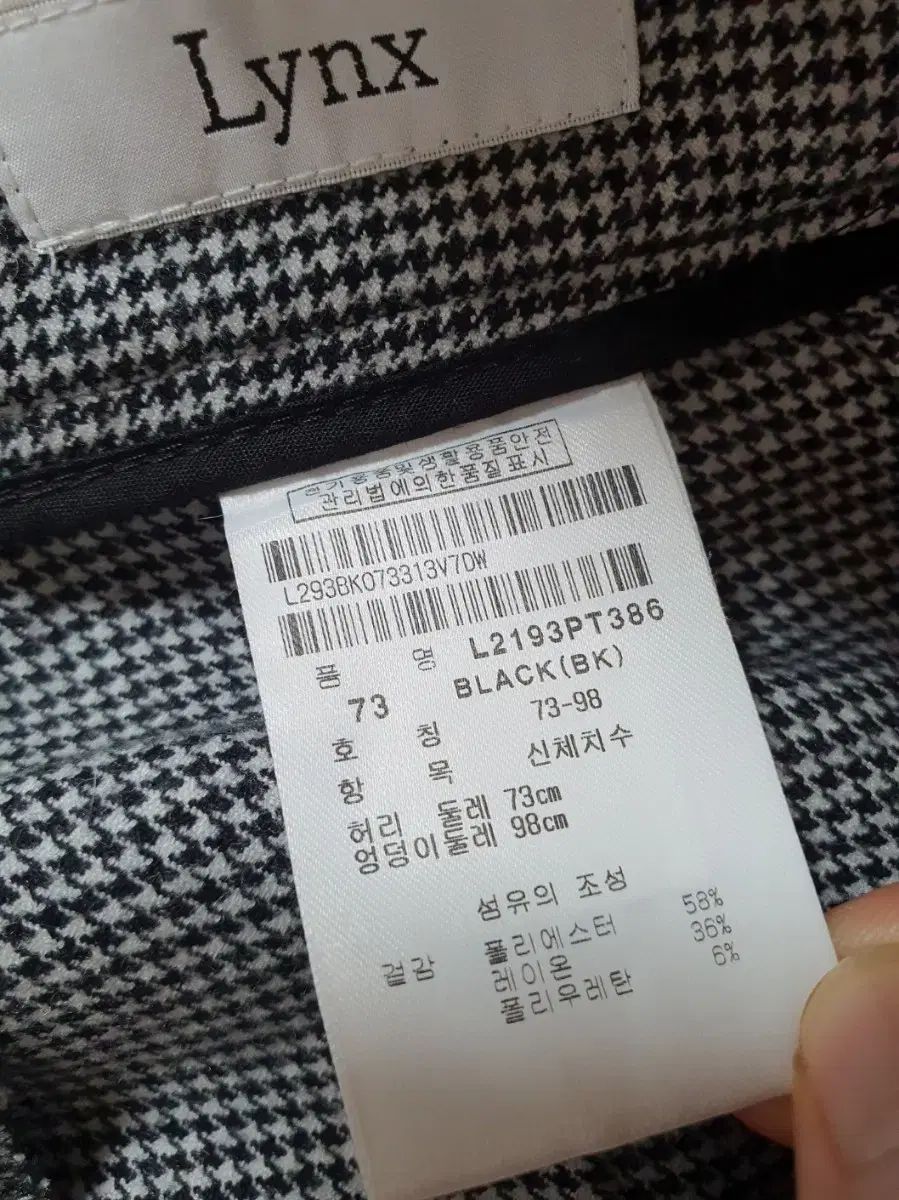 Lynx
전기용품및생활용품안전
관리법에의한품질표시
L293BK073313V7DW
품 명 L2193PT386
73 BLACK(BK)
호 칭 73-98
항 목 신체치수
허리 둘레 73cm
엉덩이둘레 98cm
섬유의 조성
겉감 폴리에스터 58%
레이온 36%
폴리우레탄 6%